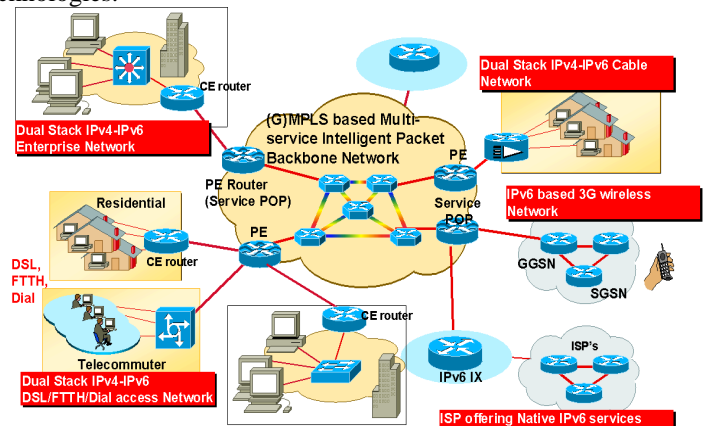 CE router
Dual Stack IPv4-IPv6
Enterprise Network
(G)MPLS based Multi-
service Intelligent Packet
Backbone Network
Dual Stack IPv4-IPv6 Cable
Network
PE
PE Router
(Service POP)
Service
POP
IPv6 based 3G wireless
Network
Residential
CE router
PE
GGSN
SGSN
DSL,
FTTH,
Dial
CE router
Telecommuter
Dual Stack IPv4-IPv6
DSL/FTTH/Dial access Network
IPv6 IX
ISP's
ISP offering Native IPv6 services